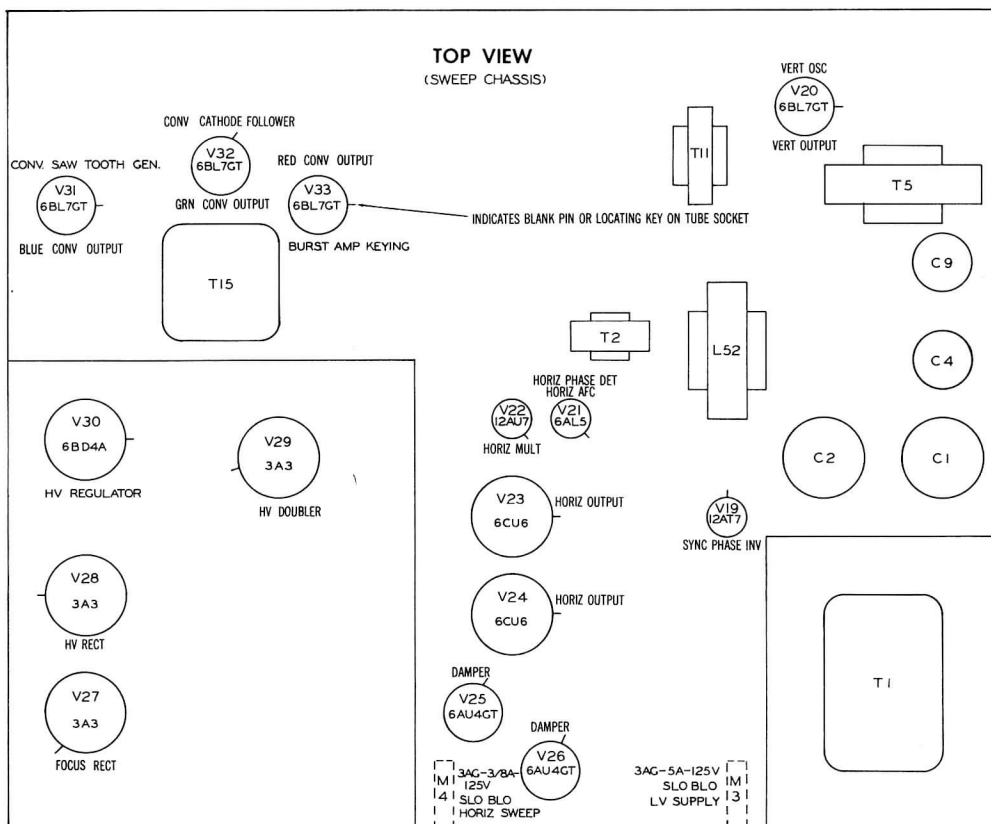 TOP VIEW
(SWEEP CHASSIS)
VERT OSC
V20
6BL7GT
VERT OUTPUT
CONV CATHODE FOLLOWER
V32
6BL7GT
GRN CONV OUTPUT
CONV. SAW TOOTH GEN.
V31
6BL7GT
BLUE CONV OUTPUT
RED CONV OUTPUT
V33
6BL7GT
BURST AMP KEYING
INDICATES BLANK PIN OR LOCATING KEY ON TUBE SOCKET
T11
T5
C9
T15
T2
L52
C4
HORIZ PHASE DET
HORIZ AFC
V22
12AU7
HORIZ MULT
V21
6AL5
V30
6BD4A
HV REGULATOR
V29
3A3
HV DOUBLER
C2
C1
V23
6CU6
HORIZ OUTPUT
V19
12AT7
SYNC PHASE INV
V28
3A3
HV RECT
V24
6CU6
HORIZ OUTPUT
V27
3A3
FOCUS RECT
DAMPER
V25
6AU4GT
DAMPER
V26
6AU4GT
T1
M
4
3AG-3/8A-
125V
SLO BLO
HORIZ SWEEP
3AG-5A-125V
SLO BLO
LV SUPPLY
M
3